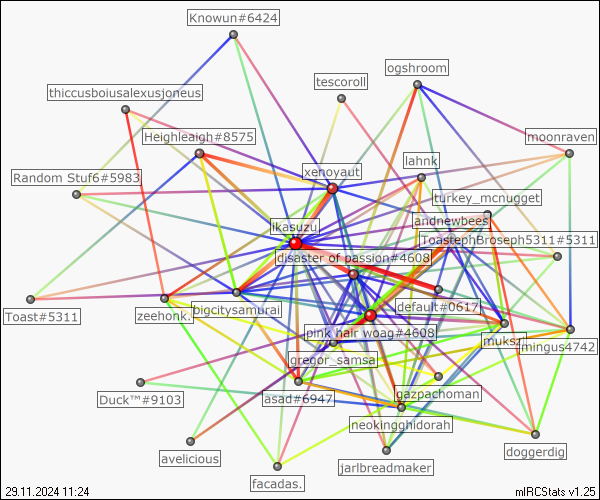 Knowun#6424
ogshroom
tescoroll
thiccusboiusalexusjoneus
Heighleaigh#8575
moonraven
lahnk
xenoyaut
Random Stuf6#5983
turkey_mcnugget
andnewbees
ikasuzu
ToastephBroseph5311#5311
disaster of passion#4608
default#0617
bigcitysamurai
zeehonk.
Toast#5311
pink hair woag#4608
mukszi
mingus4742
gregor_samsa
gazpachoman
asad#6947
Duck™#9103
neokingghidorah
doggerdig
avelicious
jarlbreadmaker
facadas.
29.11.2024 11:24
mIRCStats v1.25